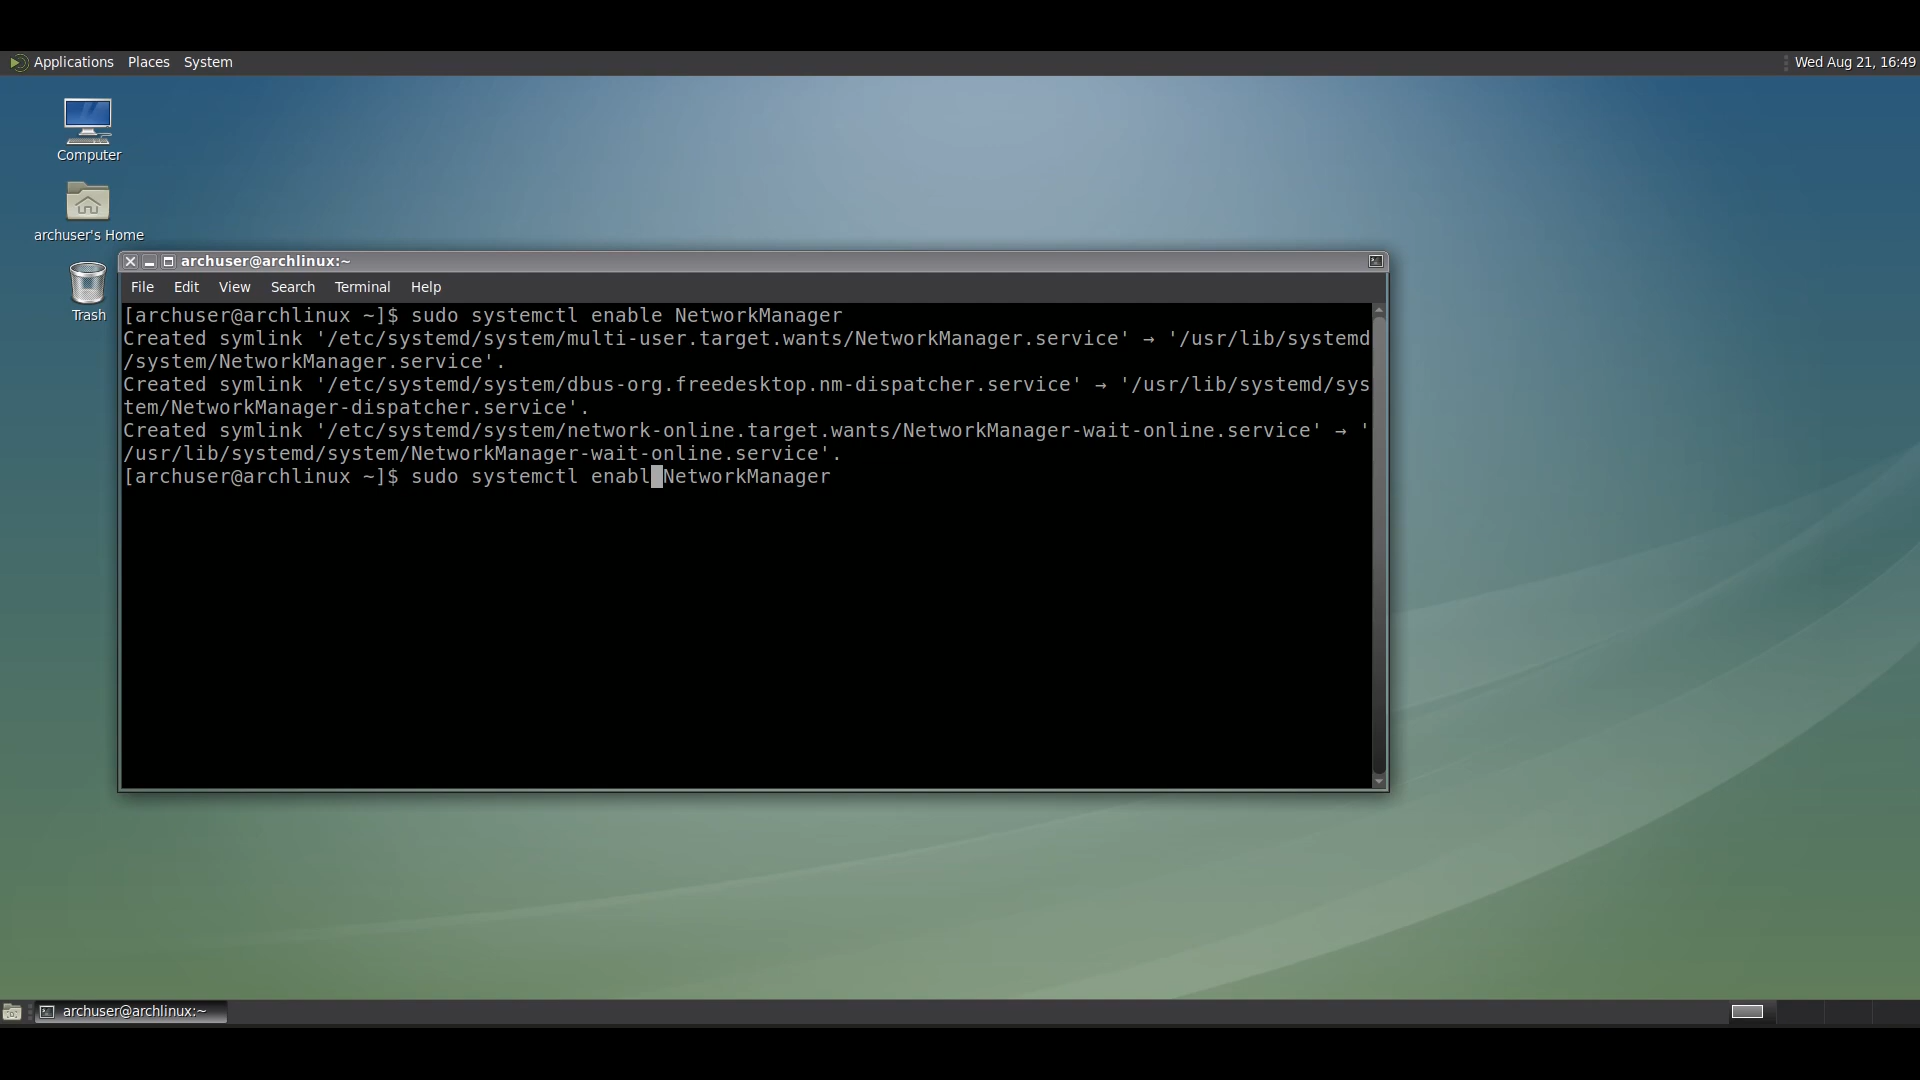 Applications Places System
Wed Aug 21, 16:49
Computer
archuser's Home
Trash
archuser@archlinux:~
File Edit View Search Terminal Help
[archuser@archlinux ~]$ sudo systemctl enable NetworkManager
Created symlink '/etc/systemd/system/multi-user.target.wants/NetworkManager.service' → '/usr/lib/systemd
/system/NetworkManager.service'.
Created symlink '/etc/systemd/system/dbus-org.freedesktop.nm-dispatcher.service' → '/usr/lib/systemd/sys
tem/NetworkManager-dispatcher.service'.
Created symlink '/etc/systemd/system/network-online.target.wants/NetworkManager-wait-online.service' → '
/usr/lib/systemd/system/NetworkManager-wait-online.service'.
[archuser@archlinux ~]$ sudo systemctl enabl NetworkManager
archuser@archlinux:~